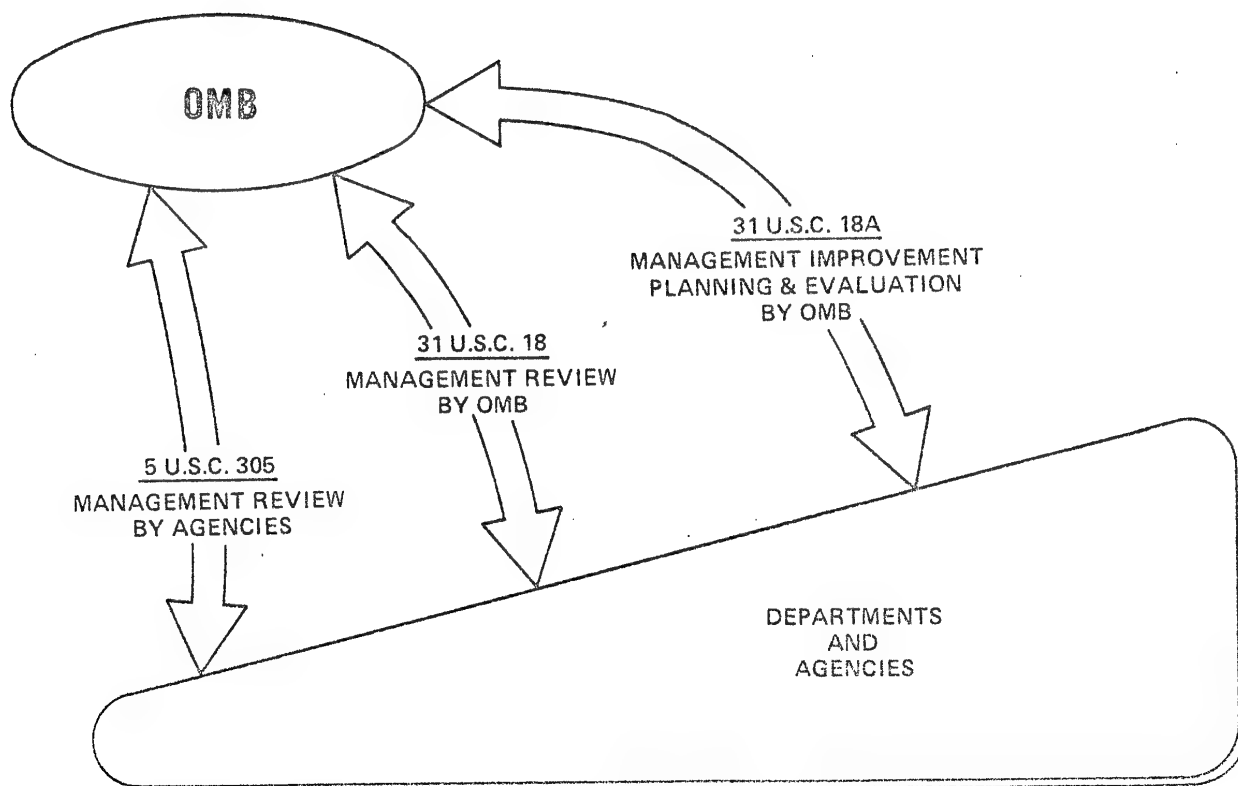 OMB
31 U.S.C. 18A
MANAGEMENT IMPROVEMENT
PLANNING & EVALUATION
BY OMB
31 U.S.C. 18
MANAGEMENT REVIEW
BY OMB
5 U.S.C. 305
MANAGEMENT REVIEW
BY AGENCIES
DEPARTMENTS
AND
AGENCIES